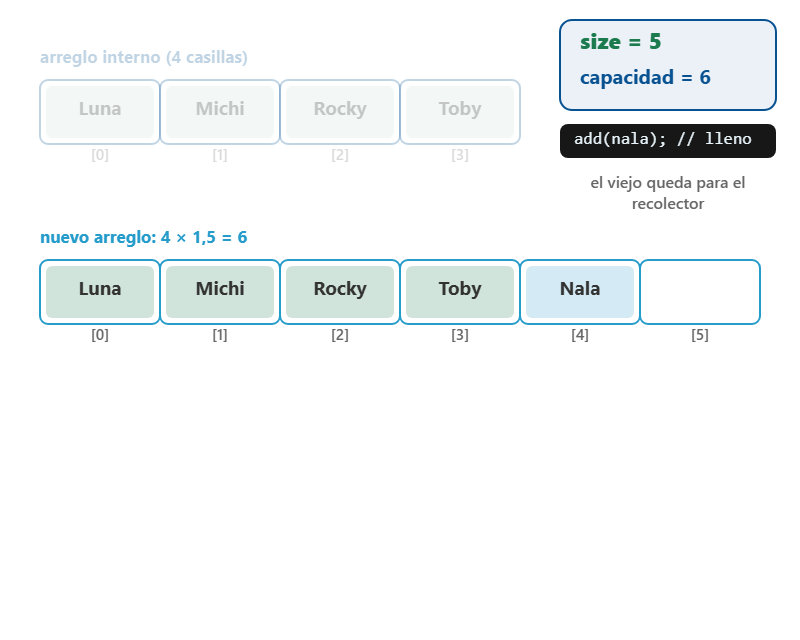 arreglo interno (4 casillas)
Luna Michi Rocky Toby
[0] [1] [2] [3]
size = 5
capacidad = 6
add(nala); // lleno
el viejo queda para el
recolector
nuevo arreglo: 4 × 1,5 = 6
Luna Michi Rocky Toby Nala
[0] [1] [2] [3] [4] [5]